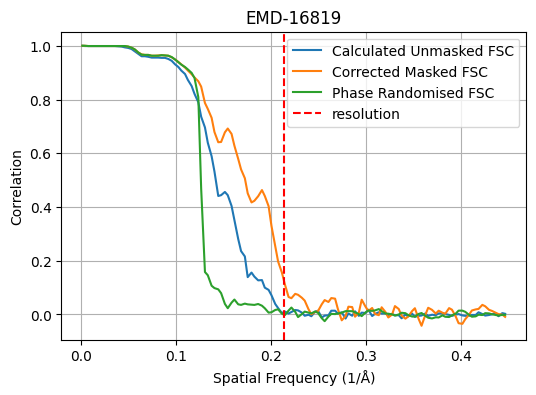 EMD-16819
Calculated Unmasked FSC
Corrected Masked FSC
Phase Randomised FSC
resolution
Correlation
1.0
0.8
0.6
0.4
0.2
0.0
0.0 0.1 0.2 0.3 0.4
Spatial Frequency (1/Å)